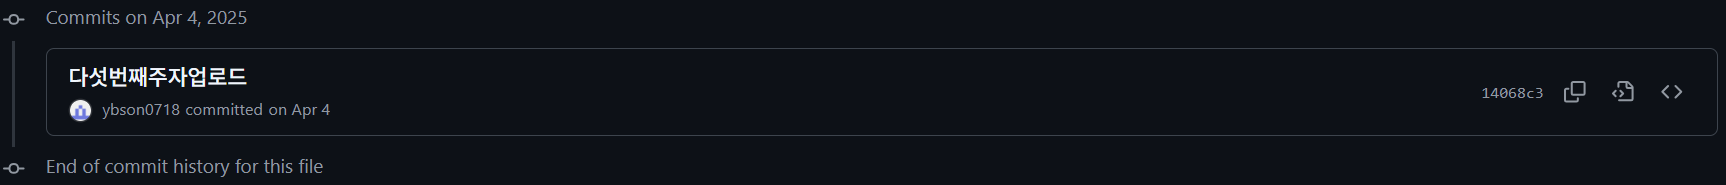 Commits on Apr 4, 2025
다섯번째주자업로드
ybson0718 committed on Apr 4
14068c3
End of commit history for this file